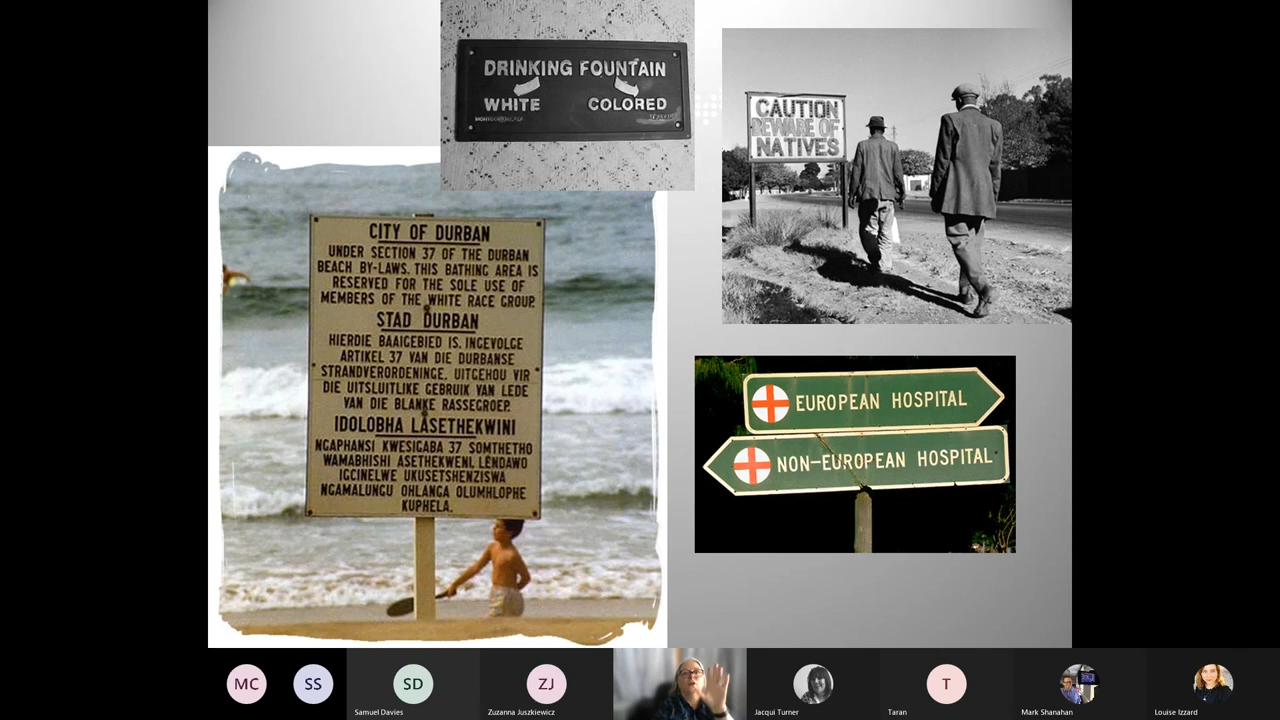 DRINKING FOUNTAIN
WHITE
COLORED
CAUTION
BEWARE OF
NATIVES
CITY OF DURBAN
UNDER SECTION 37 OF THE DURBAN
BEACH BY-LAWS. THIS BATHING AREA IS
RESERVED FOR THE SOLE USE OF
MEMBERS OF THE WHITE RACE GROUP.
STAD DURBAN
HIERDIE BAAIGEBIED IS. INGEVOLGE
ARTIKEL 37 VAN DIE DURBANSE
STRANDVERORDENINGE, UITGEHOU VIR
DIE UITSLUITLIKE GEBRUIK VAN LEDE
VAN DIE BLANKE RASSEGROEP.
IDOLOBHA LASETHEKWINI
NGAPHANSI KWESIGABA 37 SOMTHETHO
WAMABHISHI ASETHEKWENI, LENDAWO
IGCINELWE UKUSETSHENZISWA
NGAMALUNGU OHLANGA OLUMHLOPHE
KUPHELA.
EUROPEAN HOSPITAL
NON-EUROPEAN HOSPITAL
MC
SS
SD
Samuel Davies
ZJ
Zuzanna Juszkiewicz
Jacqui Turner
T
Taran
Mark Shanahan
Louise Izzard